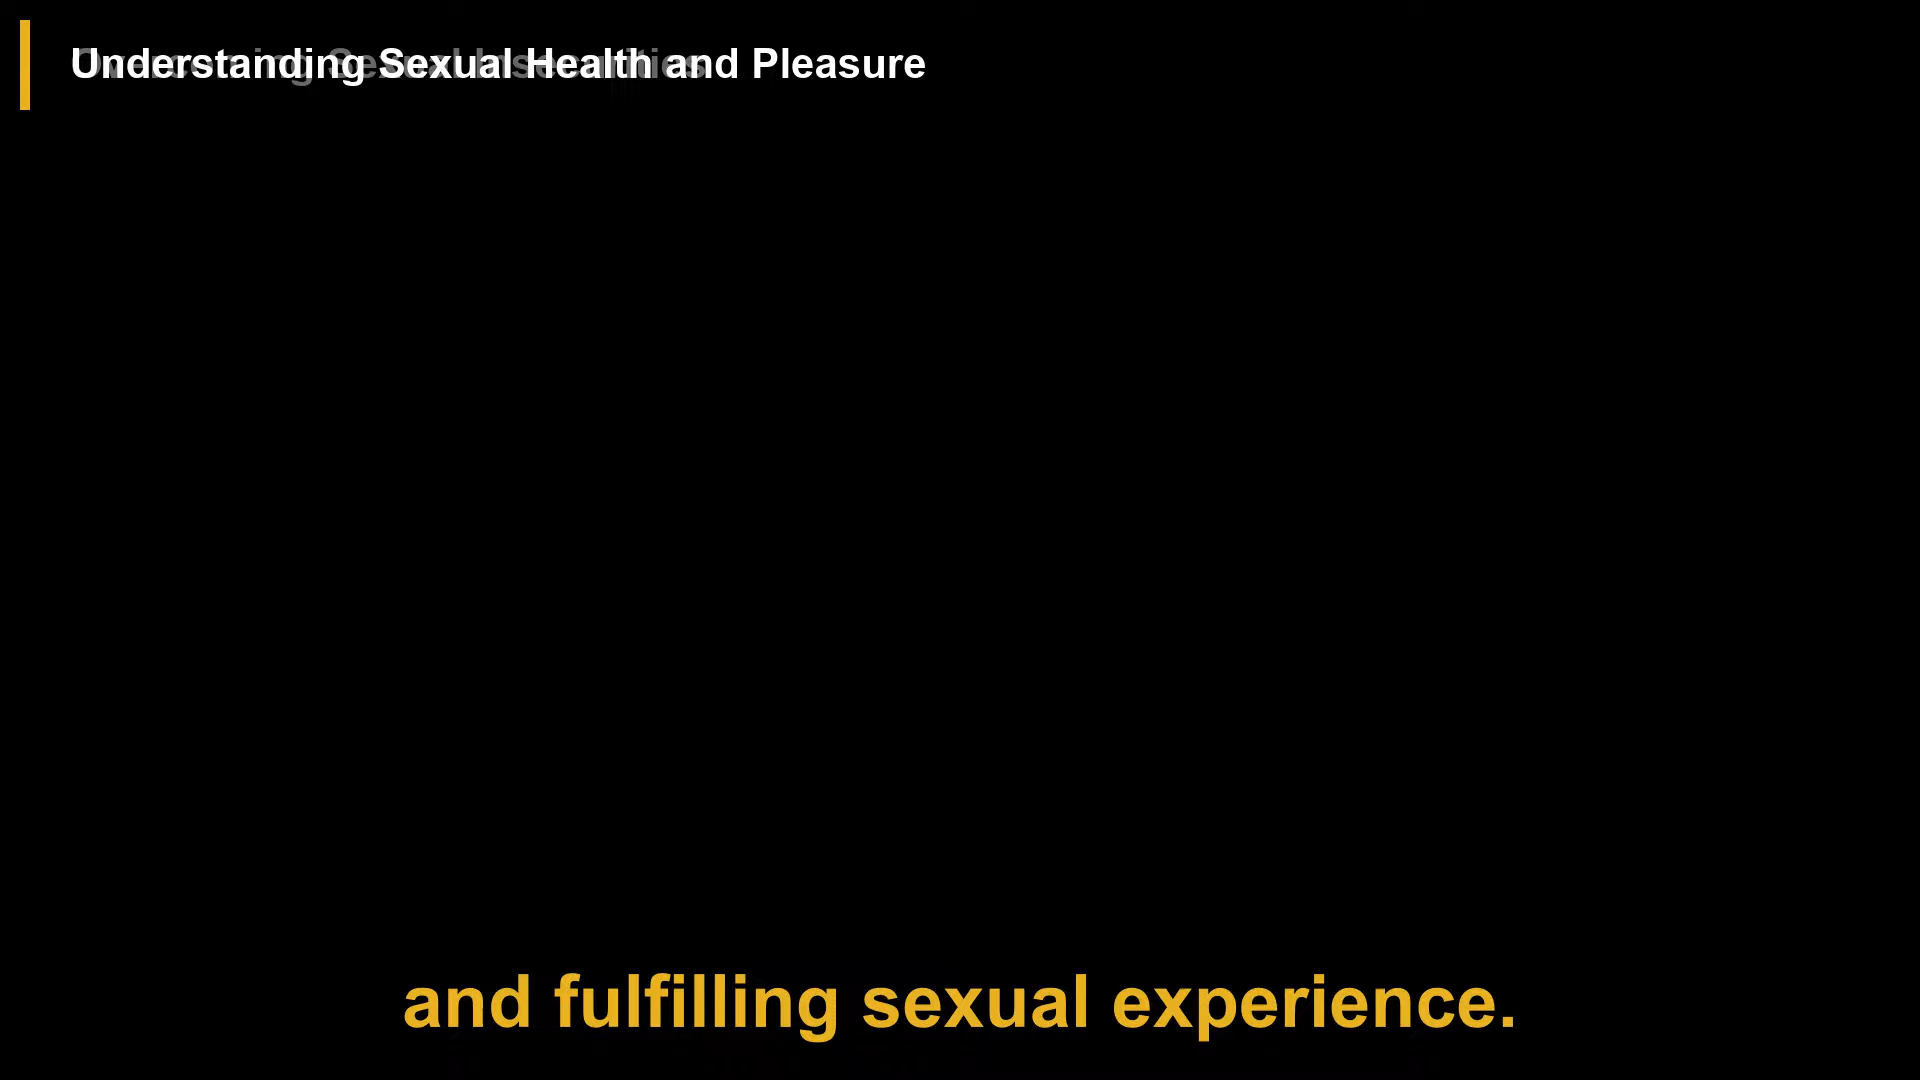 Understanding Sexual Health and Pleasure
and fulfilling sexual experience.